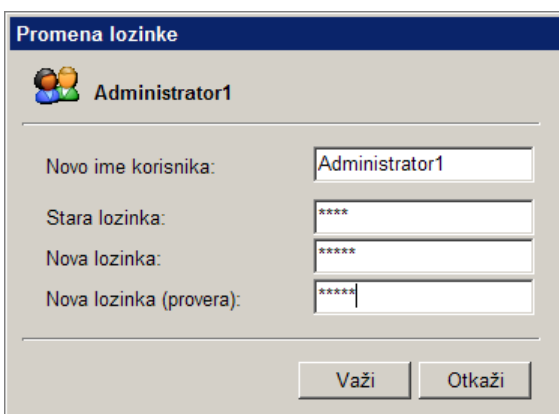 Promena lozinke
Administrator1
Novo ime korisnika: Administrator1
Stara lozinka: ****
Nova lozinka: *****
Nova lozinka (provera): *****
Važi Otkaži